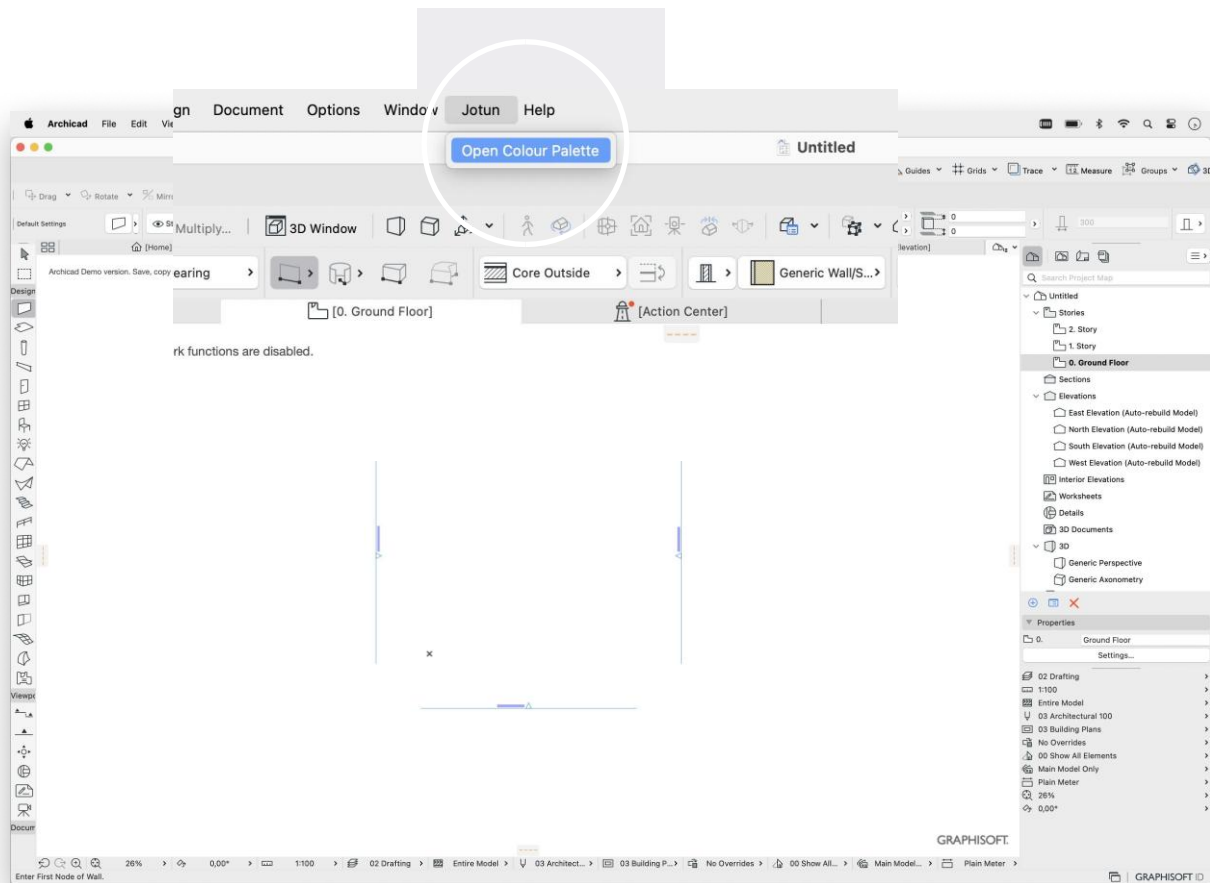 gn Document Options Window Jotun Help
Archicad File Edit Vie
Open Colour Palette
Untitled
Guides Grids Trace Measure Groups 3D
Drag Rotate Mirr
Default Settings
Multiply... 3D Window
0
0
300
[Home]
Elevation]
Archicad Demo version. Save, copy
earing
Core Outside
Generic Wall/S...
[0. Ground Floor]
[Action Center]
rk functions are disabled.
Design
Viewpo
Docum
Search Project Map
Untitled
Stories
2. Story
1. Story
0. Ground Floor
Sections
Elevations
East Elevation (Auto-rebuild Model)
North Elevation (Auto-rebuild Model)
South Elevation (Auto-rebuild Model)
West Elevation (Auto-rebuild Model)
Interior Elevations
Worksheets
Details
3D Documents
3D
Generic Perspective
Generic Axonometry
Properties
0. Ground Floor
Settings...
02 Drafting
1:100
Entire Model
03 Architectural 100
03 Building Plans
No Overrides
00 Show All Elements
Main Model Only
Plain Meter
26%
0,00°
GRAPHISOFT.
26% 0,00° 1:100 02 Drafting Entire Model 03 Architect... 03 Building P... No Overrides 00 Show All... Main Model... Plain Meter
Enter First Node of Wall.
GRAPHISOFT ID